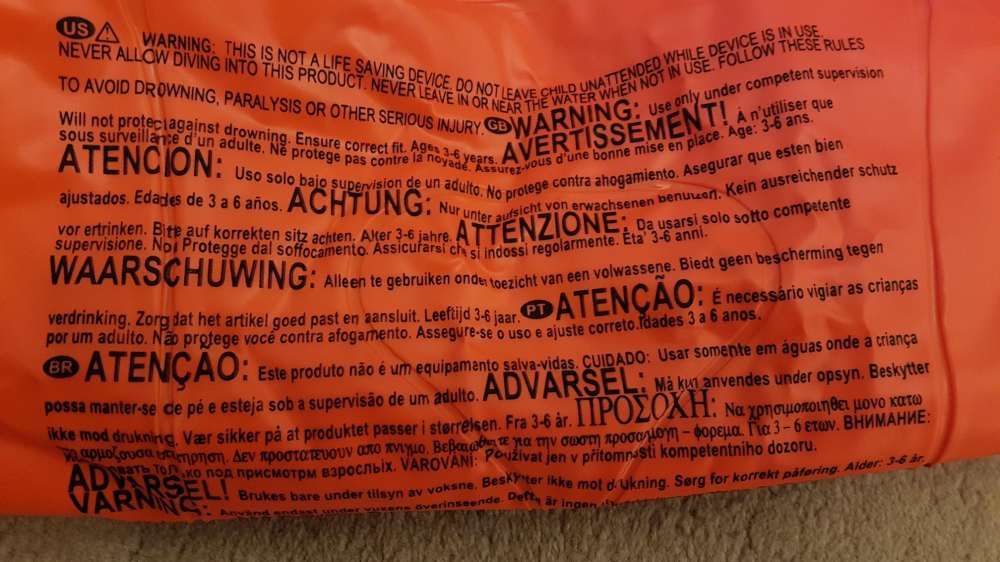 US WARNING: THIS IS NOT A LIFE SAVING DEVICE. DO NOT LEAVE CHILD UNATTENDED WHILE DEVICE IS IN USE.
NEVER ALLOW DIVING INTO THIS PRODUCT. NEVER LEAVE IN OR NEAR THE WATER WHEN NOT IN USE. FOLLOW THESE RULES
TO AVOID DROWNING, PARALYSIS OR OTHER SERIOUS INJURY. GB WARNING: Use only under competent supervision
Will not protect against drowning. Ensure correct fit. Ages 3-6 years. AVERTISSEMENT! A n'utiliser que
sous surveillance d'un adulte. Ne protege pas contre la noyade. Assurez-vous d'une bonne mise en place. Age: 3-6 ans.
ATENCION: Uso solo bajo supervision de un adulto. No protege contra ahogamiento. Asegurar que esten bien
ajustados. Edades de 3 a 6 años. ACHTUNG: Nur unter aufsicht von erwachsenen benutzen. Kein ausreichender schutz
vor ertrinken. Bitte auf korrekten sitz achten. Alter 3-6 jahre. ATTENZIONE: Da usarsi solo sotto competente
supervisione. Non Protegge dal soffocamento. Assicurarsi che si indossi regolarmente. Eta' 3-6 anni.
WAARSCHUWING: Alleen te gebruiken onder toezicht van een volwassene. Biedt geen bescherming tegen
verdrinking. Zorg dat het artikel goed past en aansluit. Leeftijd 3-6 jaar. PT ATENÇÃO: É necessário vigiar as crianças
por um adulto. Não protege você contra afogamento. Assegure-se o uso e ajuste correto. Idades 3 a 6 anos.
BR ATENÇÃO: Este produto não é um equipamento salva-vidas. CUIDADO: Usar somente em águas onde a criança
possa manter-se de pé e esteja sob a supervisão de um adulto. ADVARSEL: Må kun anvendes under opsyn. Beskytter
ikke mod drukning. Vær sikker på at produktet passer i størrelsen. Fra 3-6 år. ΠΡΟΣΟΧΗ: Να χρησιμοποιηθει μονο κατω
αρμοζουσα επιτηρηση. Δεν προστατευουν απο πνιγμο. Βεβαιωθητε για την σωστη προσαρμογη – φορεμα. Για 3 – 6 ετων. ВНИМАНИЕ:
только под присмотром взрослых. VAROVÁNÍ: Používat jen v přítomnosti kompetentního dozoru.
ADVARSEL! Brukes bare under tilsyn av voksne. Beskytter ikke mot drukning. Sørg for korrekt påføring. Alder: 3-6 år.
VARNING: Använd endast under vuxens överinseende. Detta är ingen